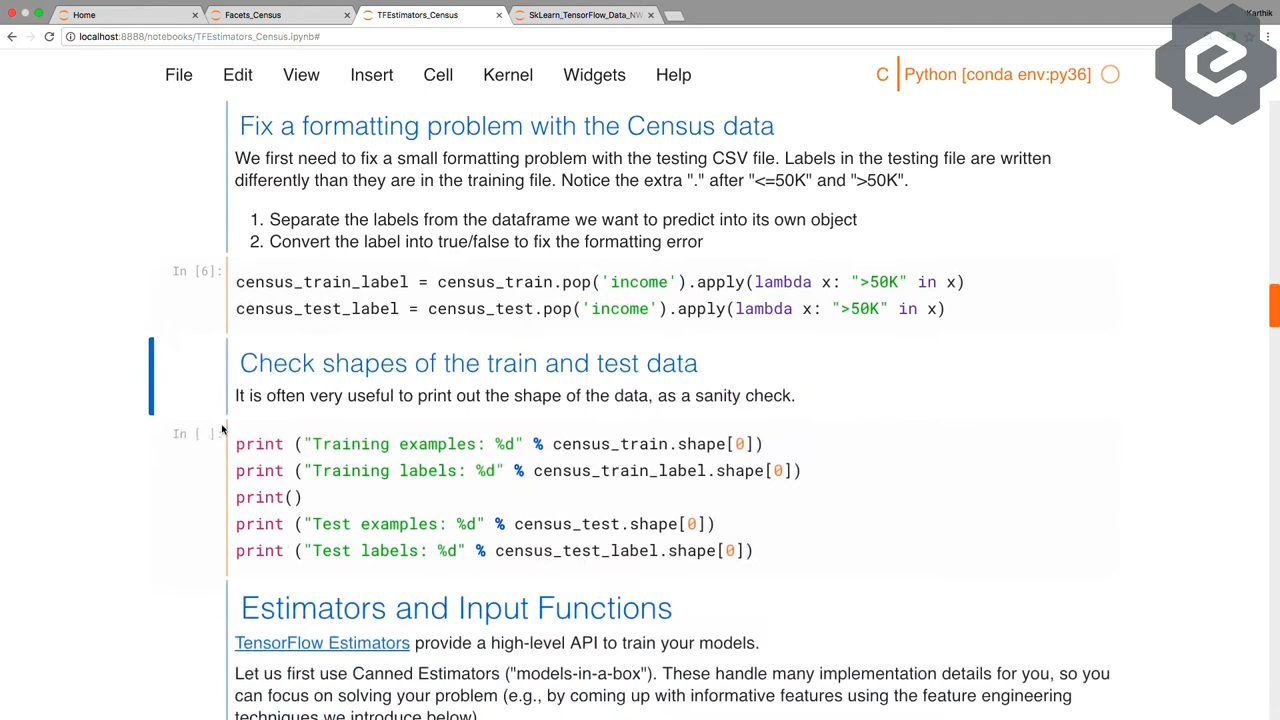 Home
Facets_Census
TFEstimators_Census
SkLearn_TensorFlow_Data_NW
Karthik
localhost:8888/notebooks/TFEstimators_Census.ipynb#
File Edit View Insert Cell Kernel Widgets Help
C Python [conda env:py36]
Fix a formatting problem with the Census data
We first need to fix a small formatting problem with the testing CSV file. Labels in the testing file are written
differently than they are in the training file. Notice the extra "." after "<=50K" and ">50K".
1. Separate the labels from the dataframe we want to predict into its own object
2. Convert the label into true/false to fix the formatting error
In [6]:
census_train_label = census_train.pop('income').apply(lambda x: ">50K" in x)
census_test_label = census_test.pop('income').apply(lambda x: ">50K" in x)
Check shapes of the train and test data
It is often very useful to print out the shape of the data, as a sanity check.
In [ ]:
print ("Training examples: %d" % census_train.shape[0])
print ("Training labels: %d" % census_train_label.shape[0])
print()
print ("Test examples: %d" % census_test.shape[0])
print ("Test labels: %d" % census_test_label.shape[0])
Estimators and Input Functions
TensorFlow Estimators provide a high-level API to train your models.
Let us first use Canned Estimators ("models-in-a-box"). These handle many implementation details for you, so you
can focus on solving your problem (e.g., by coming up with informative features using the feature engineering
techniques we introduce below)